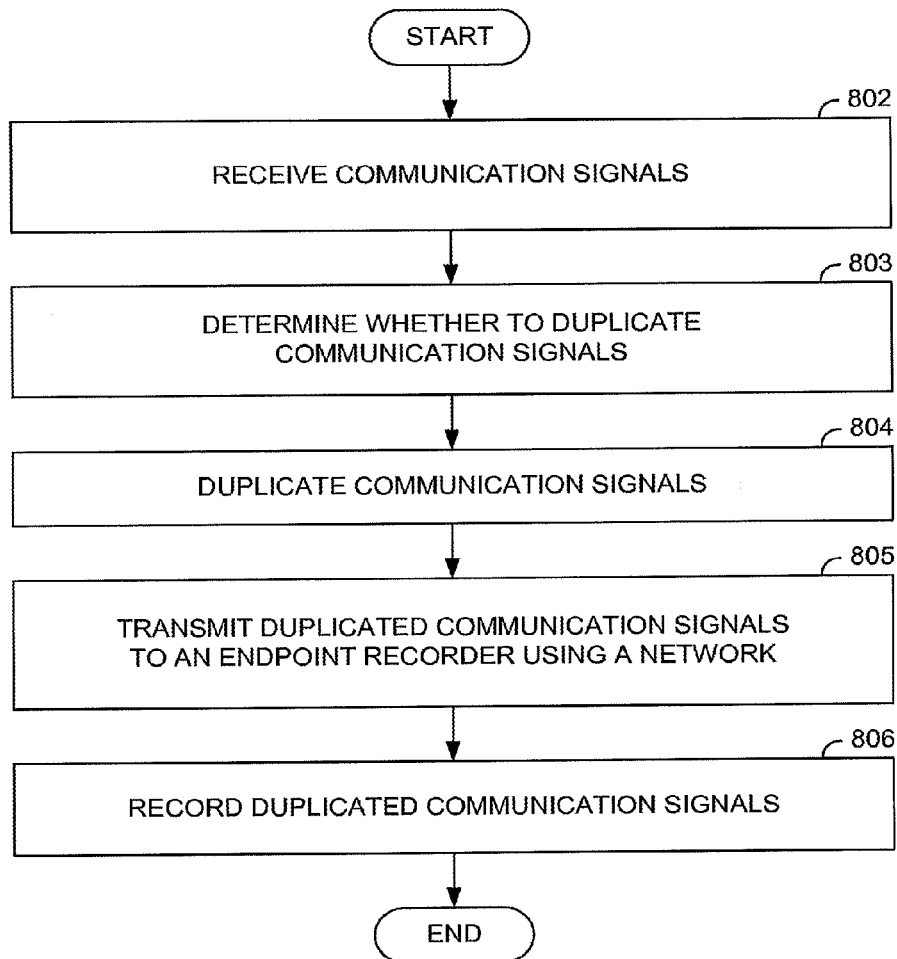 START
802
RECEIVE COMMUNICATION SIGNALS
803
DETERMINE WHETHER TO DUPLICATE
COMMUNICATION SIGNALS
804
DUPLICATE COMMUNICATION SIGNALS
805
TRANSMIT DUPLICATED COMMUNICATION SIGNALS
TO AN ENDPOINT RECORDER USING A NETWORK
806
RECORD DUPLICATED COMMUNICATION SIGNALS
END